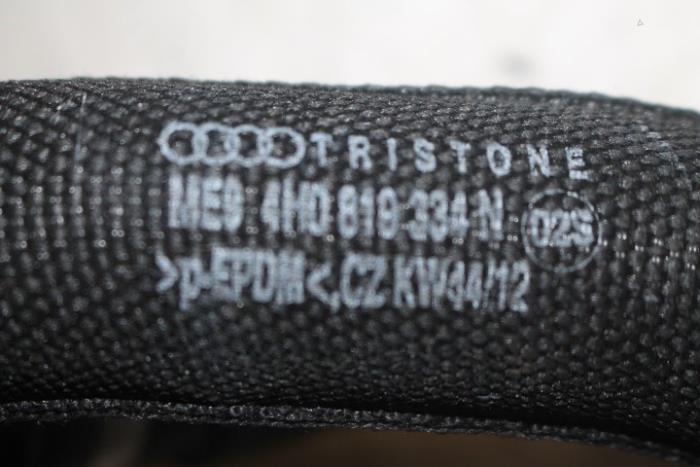 TRISTONE
ME9 4H0 819 334 N 02S
>p-EPDM<,CZ KW44/12